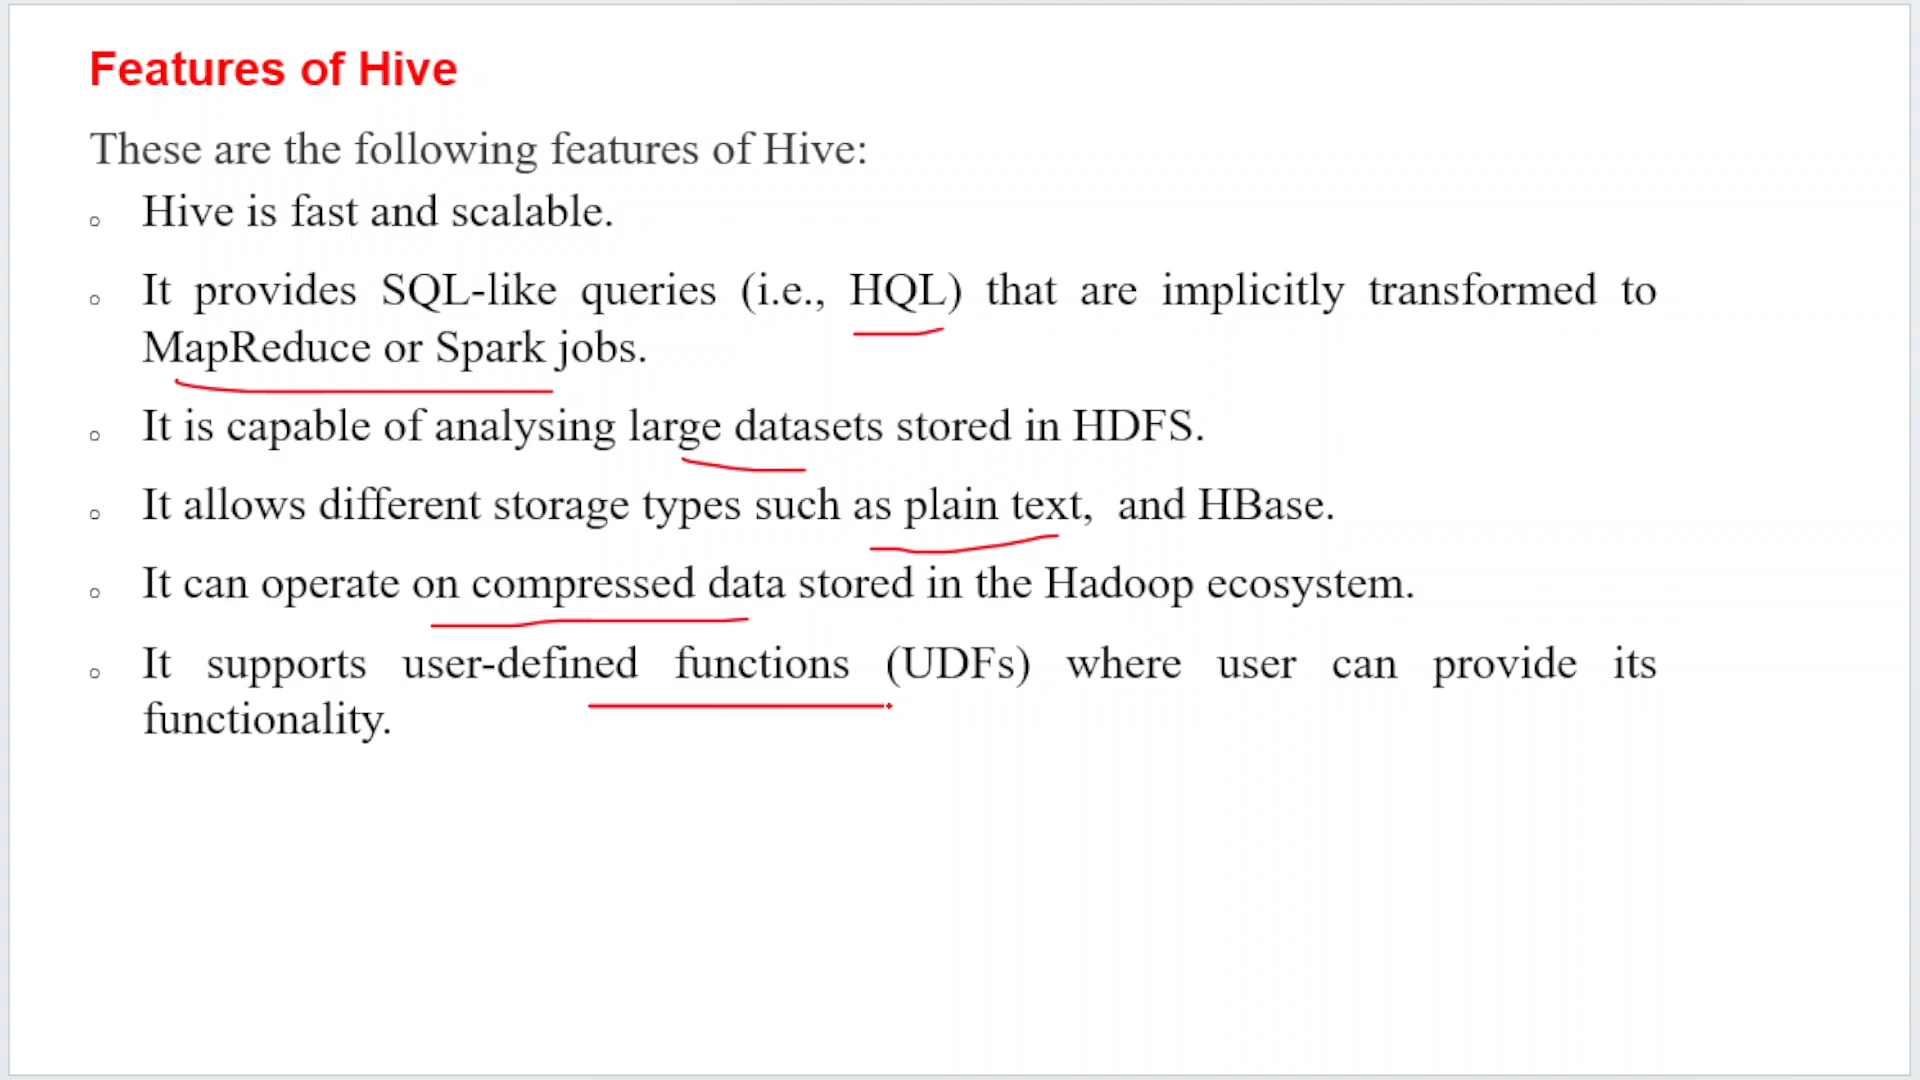 Features of Hive
These are the following features of Hive:
○ Hive is fast and scalable.
○ It provides SQL-like queries (i.e., HQL) that are implicitly transformed to
MapReduce or Spark jobs.
○ It is capable of analysing large datasets stored in HDFS.
○ It allows different storage types such as plain text,  and HBase.
○ It can operate on compressed data stored in the Hadoop ecosystem.
○ It supports user-defined functions (UDFs) where user can provide its
functionality.